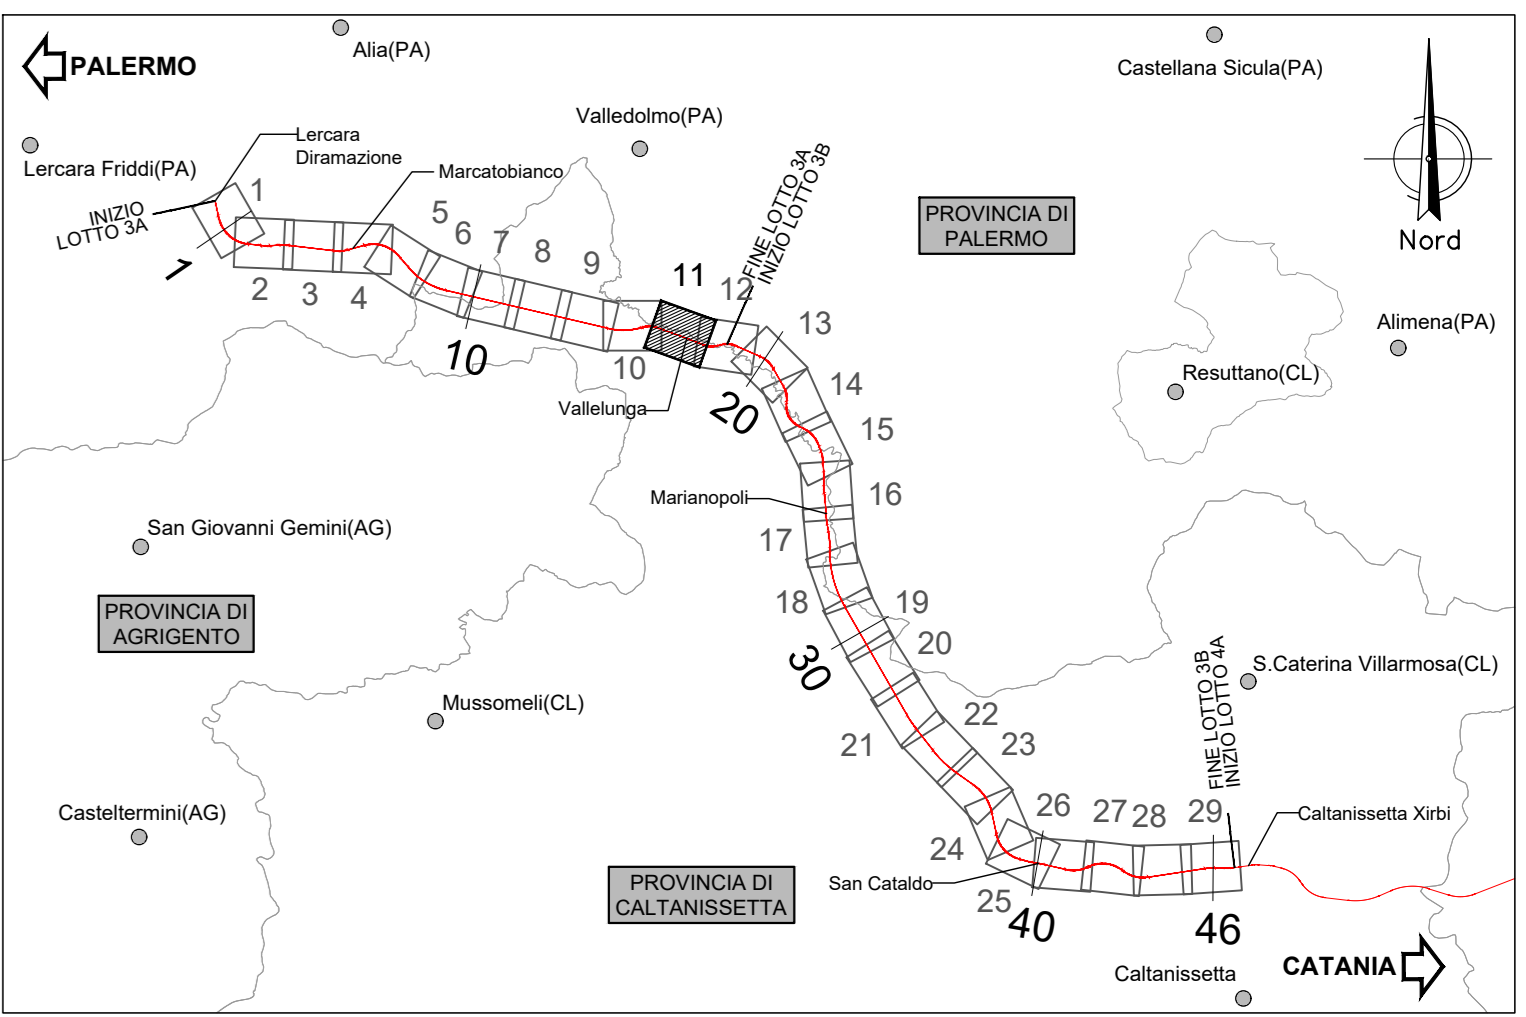 Alia(PA)
PALERMO
Castellana Sicula(PA)
Valledolmo(PA)
Lercara
Diramazione
Lercara Friddi(PA)
Marcatobianco
INIZIO
LOTTO 3A
FINE LOTTO 3A
INIZIO LOTTO 3B
PROVINCIA DI
PALERMO
Nord
1
2
3
4
5
6
7
8
9
10
11
12
13
14
15
16
17
18
19
20
21
22
23
24
25
26
27
28
29
1
10
20
30
40
46
Alimena(PA)
Resuttano(CL)
Vallelunga
Marianopoli
San Giovanni Gemini(AG)
PROVINCIA DI
AGRIGENTO
Mussomeli(CL)
S.Caterina Villarmosa(CL)
FINE LOTTO 3B
INIZIO LOTTO 4A
Casteltermini(AG)
Caltanissetta Xirbi
San Cataldo
PROVINCIA DI
CALTANISSETTA
CATANIA
Caltanissetta